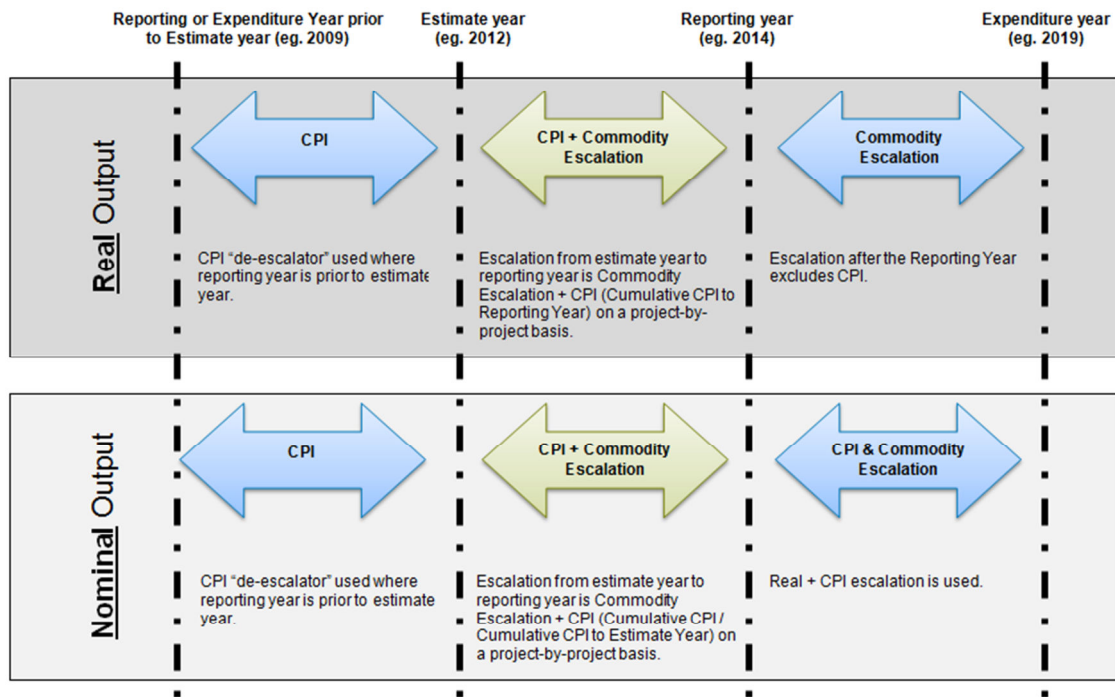 Reporting or Expenditure Year prior
to Estimate year (eg. 2009)
Estimate year
(eg. 2012)
Reporting year
(eg. 2014)
Expenditure year
(eg. 2019)
Real Output
CPI
CPI + Commodity
Escalation
Commodity
Escalation
CPI “de-escalator” used where
reporting year is prior to estimate
year.
Escalation from estimate year to
reporting year is Commodity
Escalation + CPI (Cumulative CPI to
Reporting Year) on a project-by-
project basis.
Escalation after the Reporting Year
excludes CPI.
Nominal Output
CPI
CPI + Commodity
Escalation
CPI & Commodity
Escalation
CPI “de-escalator” used where
reporting year is prior to estimate
year.
Escalation from estimate year to
reporting year is Commodity
Escalation + CPI (Cumulative CPI /
Cumulative CPI to Estimate Year) on
a project-by-project basis.
Real + CPI escalation is used.